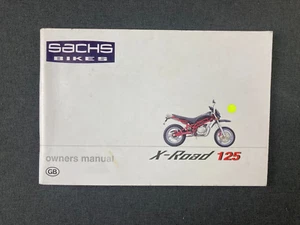 SACHS
BIKES
owners manual
X-Road 125
GB